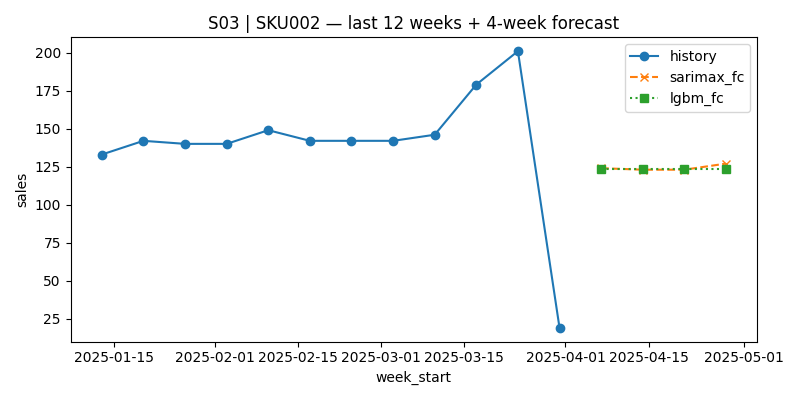 S03 | SKU002 — last 12 weeks + 4-week forecast
history
sarimax_fc
lgbm_fc
sales
200
175
150
125
100
75
50
25
2025-01-15 2025-02-01 2025-02-15 2025-03-01 2025-03-15 2025-04-01 2025-04-15 2025-05-01
week_start